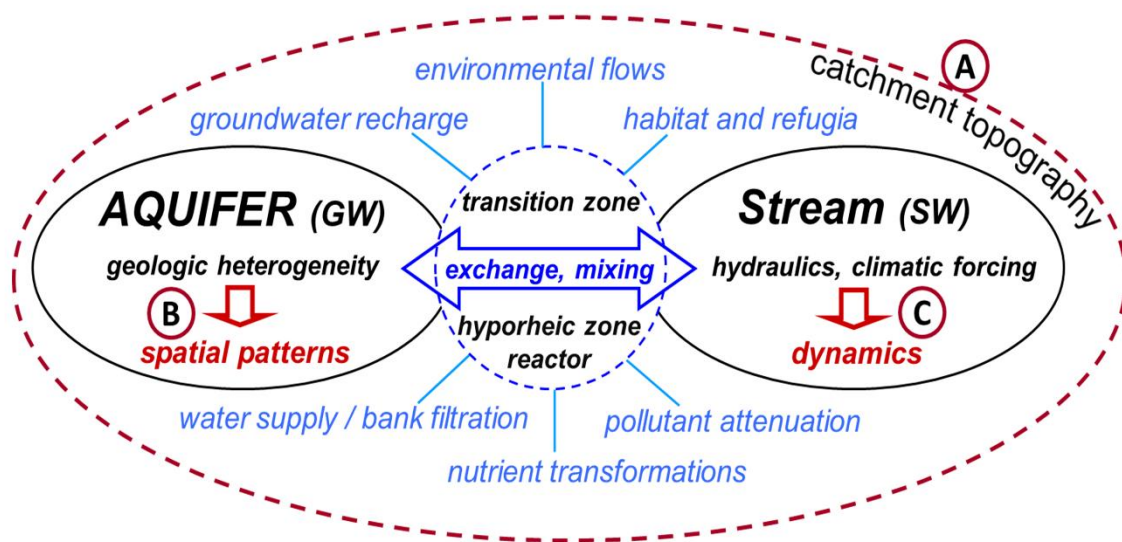 A
catchment topography
environmental flows
groundwater recharge
habitat and refugia
transition zone
AQUIFER (GW)
Stream (SW)
geologic heterogeneity
exchange, mixing
hydraulics, climatic forcing
B
C
hyporheic zone
reactor
spatial patterns
dynamics
water supply / bank filtration
pollutant attenuation
nutrient transformations